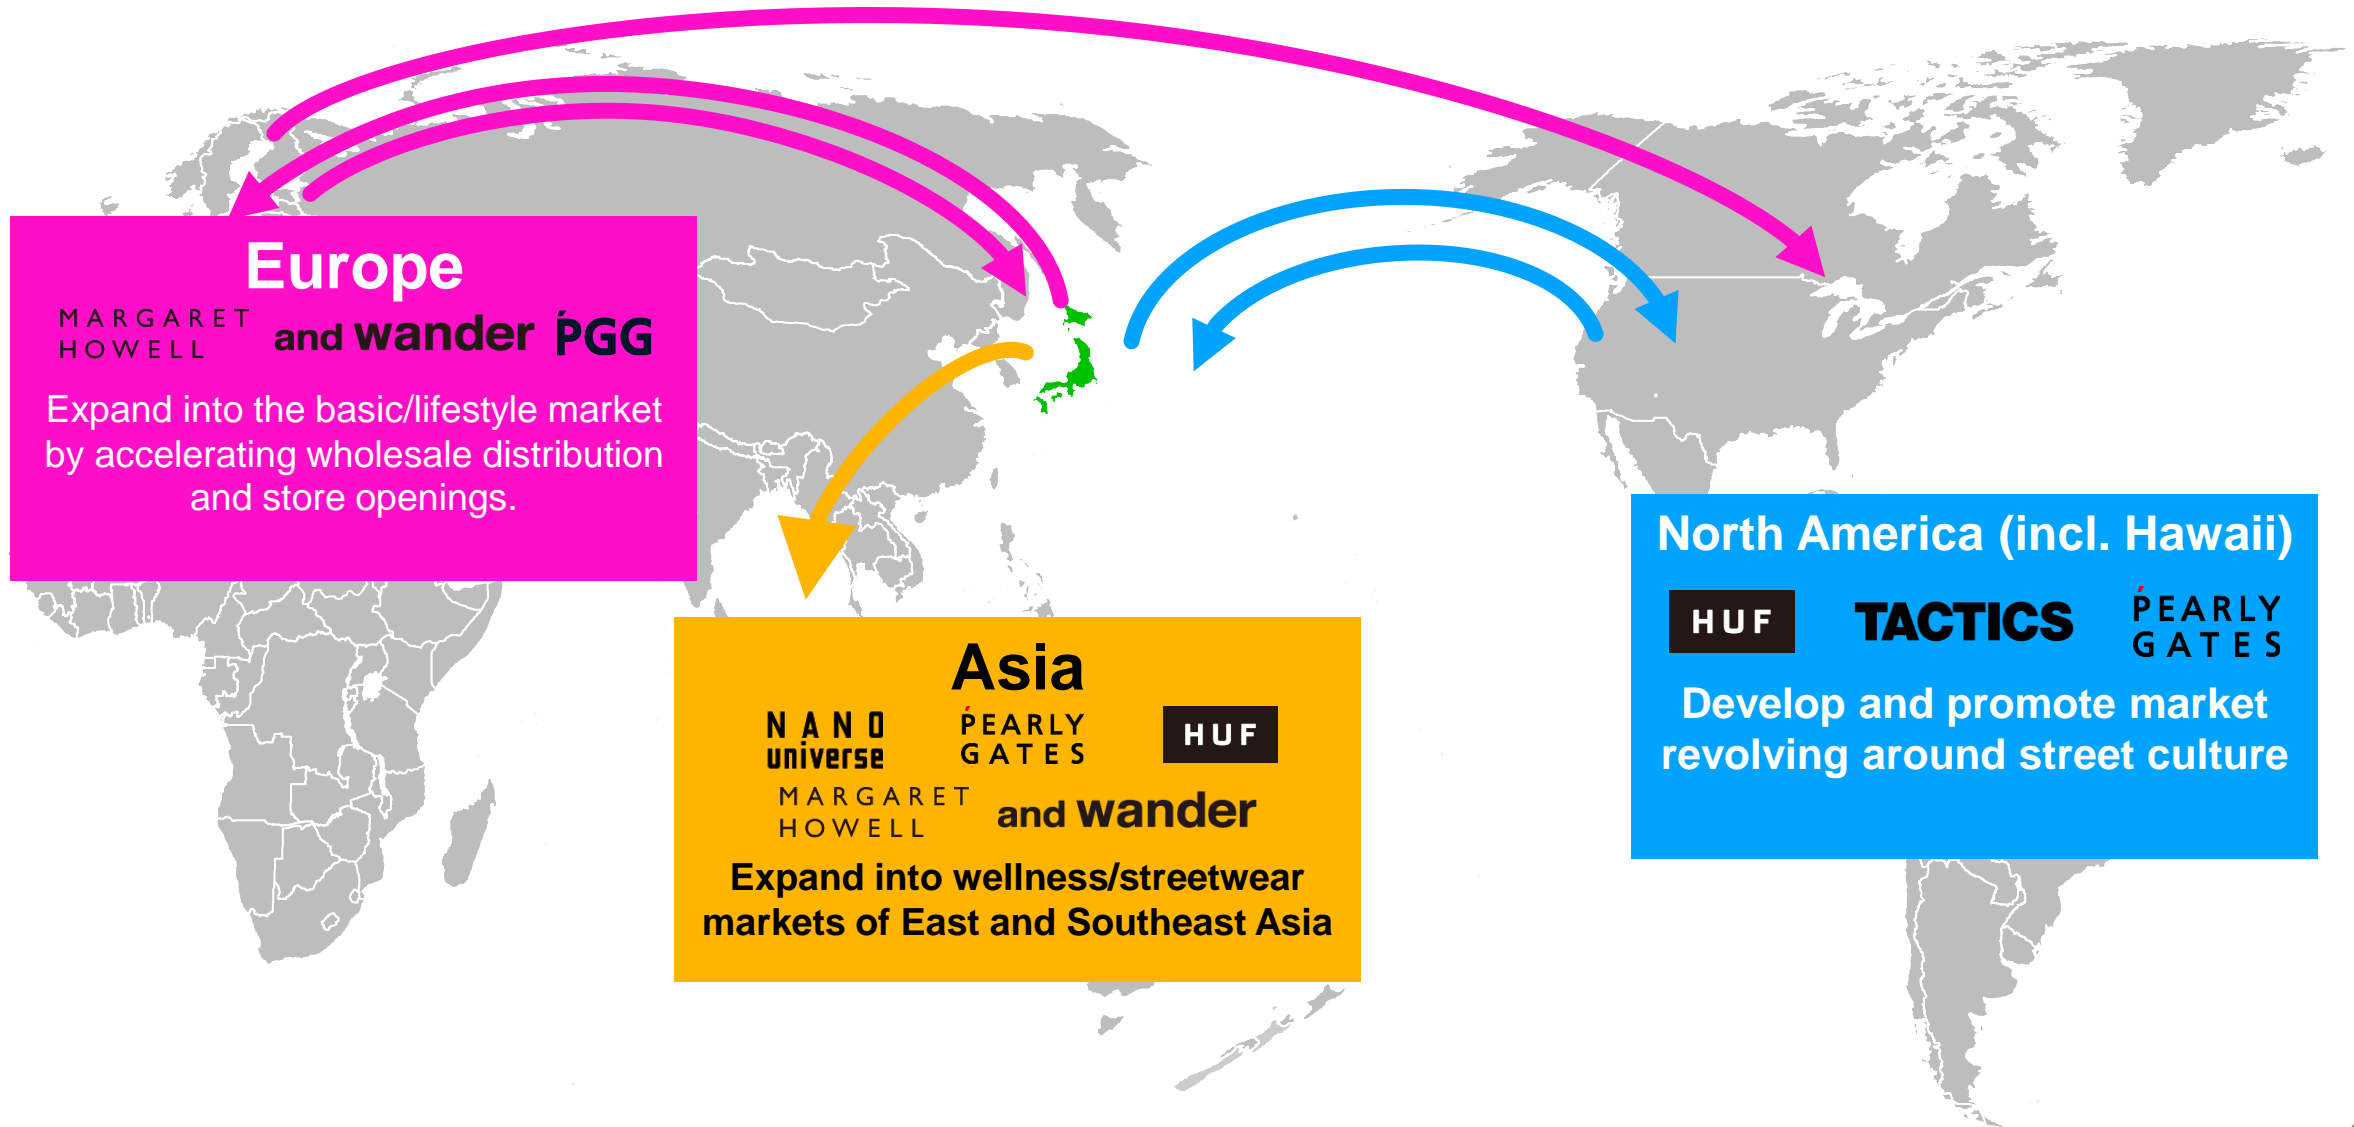 Europe
MARGARET
HOWELL
and wander
PGG
Expand into the basic/lifestyle market
by accelerating wholesale distribution
and store openings.
Asia
NANO
universe
PEARLY
GATES
HUF
MARGARET
HOWELL
and wander
Expand into wellness/streetwear
markets of East and Southeast Asia
North America (incl. Hawaii)
HUF
TACTICS
PEARLY
GATES
Develop and promote market
revolving around street culture